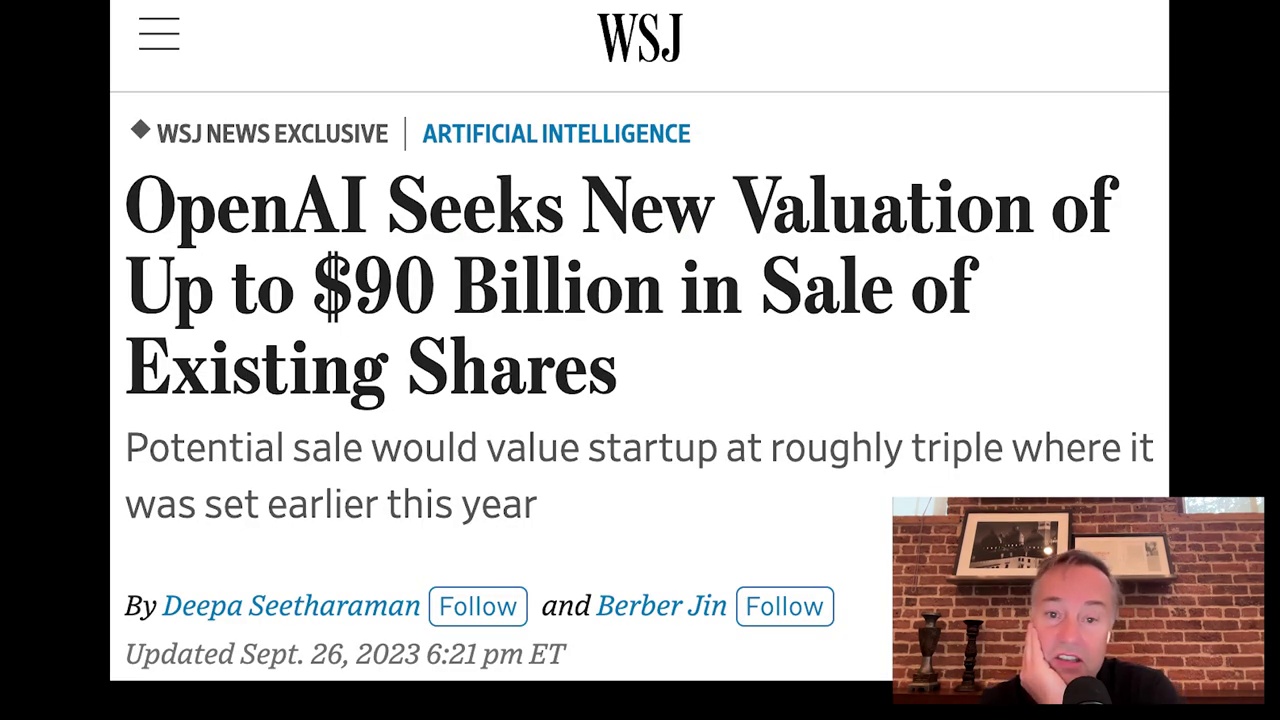 WSJ
WSJ NEWS EXCLUSIVE | ARTIFICIAL INTELLIGENCE
OpenAI Seeks New Valuation of
Up to $90 Billion in Sale of
Existing Shares
Potential sale would value startup at roughly triple where it
was set earlier this year
By Deepa Seetharaman Follow and Berber Jin Follow
Updated Sept. 26, 2023 6:21 pm ET